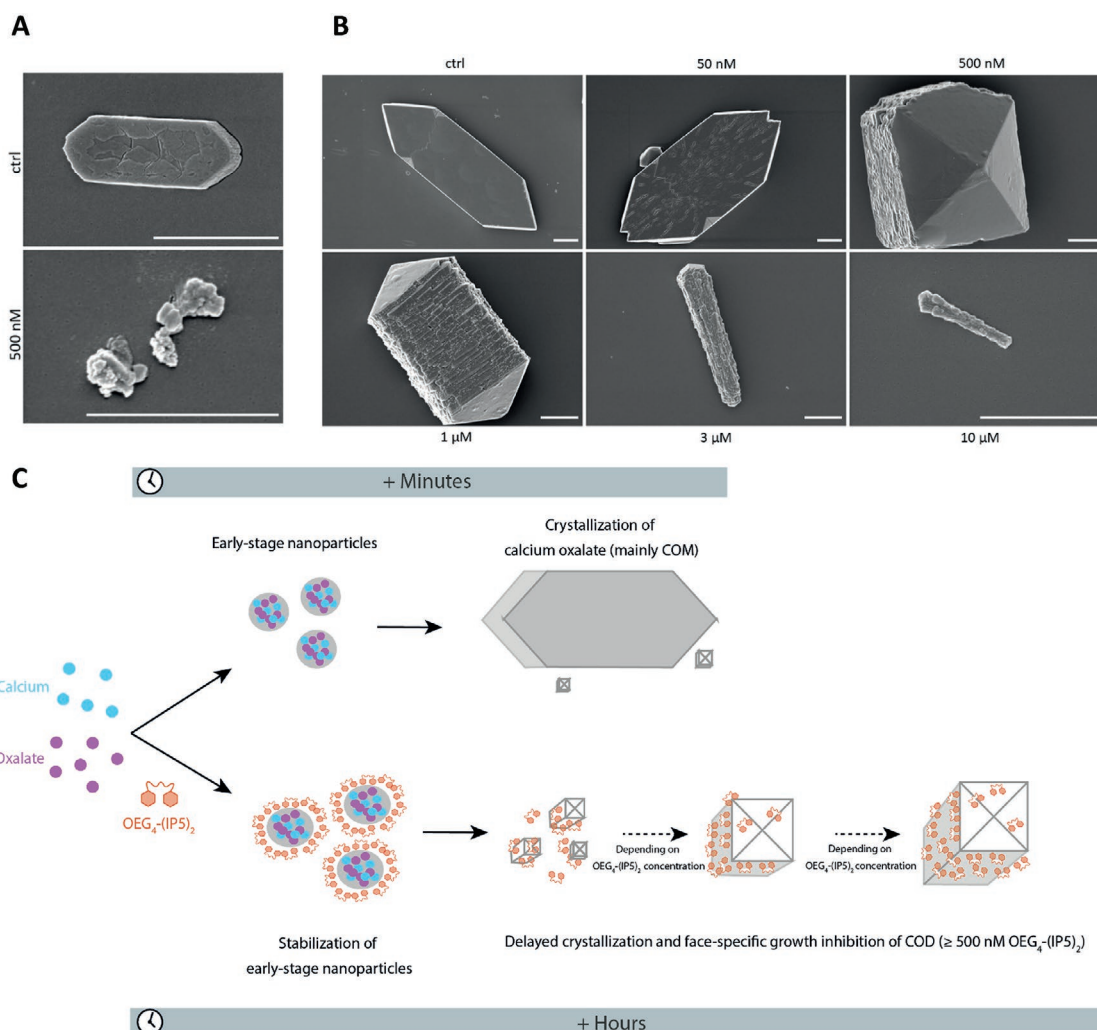 A
B
ctrl
50 nM
500 nM
ctrl
500 nM
1 µM
3 µM
10 µM
C
+ Minutes
Early-stage nanoparticles
Crystallization of
calcium oxalate (mainly COM)
Calcium
Oxalate
OEG₄-(IP5)₂
Depending on
OEG₄-(IP5)₂ concentration
Depending on
OEG₄-(IP5)₂ concentration
Stabilization of
early-stage nanoparticles
Delayed crystallization and face-specific growth inhibition of COD (≥ 500 nM OEG₄-(IP5)₂)
+ Hours